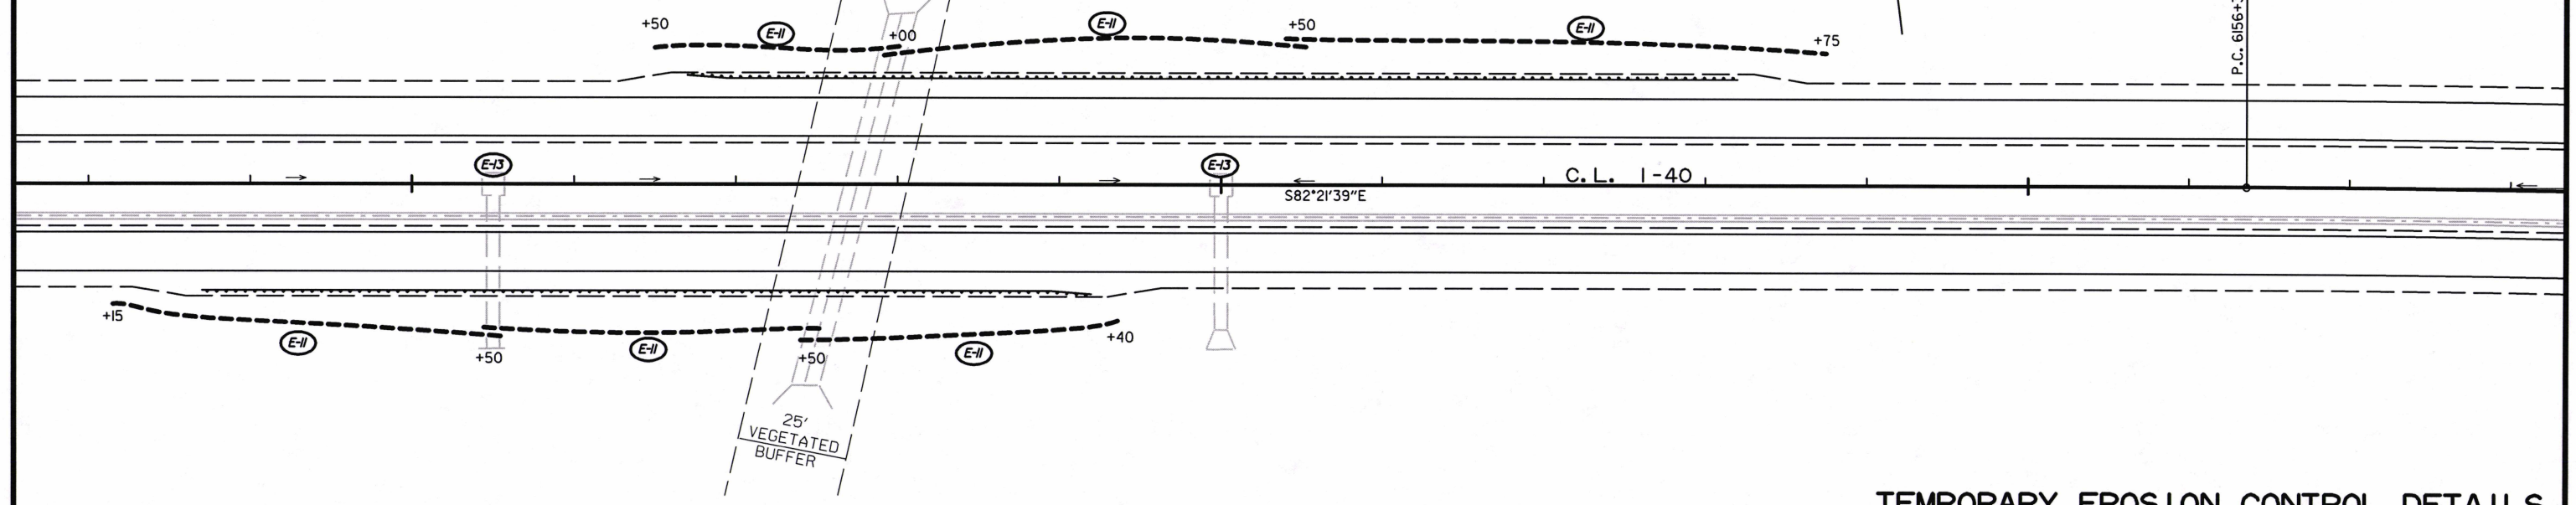 +50
E-11
+00
E-11
+50
E-11
+75
P.C. 6156+
E-13
E-13
C.L. I-40
S82°21'39"E
+15
E-11
+50
E-11
+50
E-11
+40
25'
VEGETATED
BUFFER
TEMPORARY EROSION CONTROL DETAILS